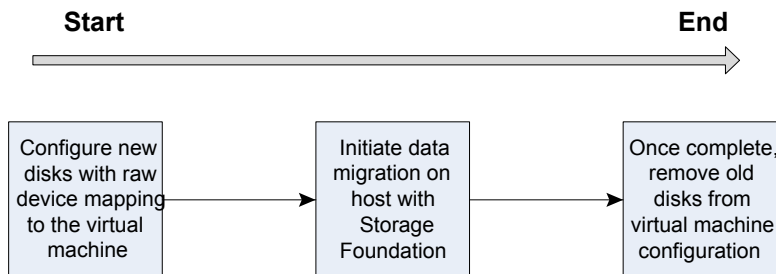 Start
End
Configure new
disks with raw
device mapping
to the virtual
machine
Initiate data
migration on
host with
Storage
Foundation
Once complete,
remove old
disks from
virtual machine
configuration